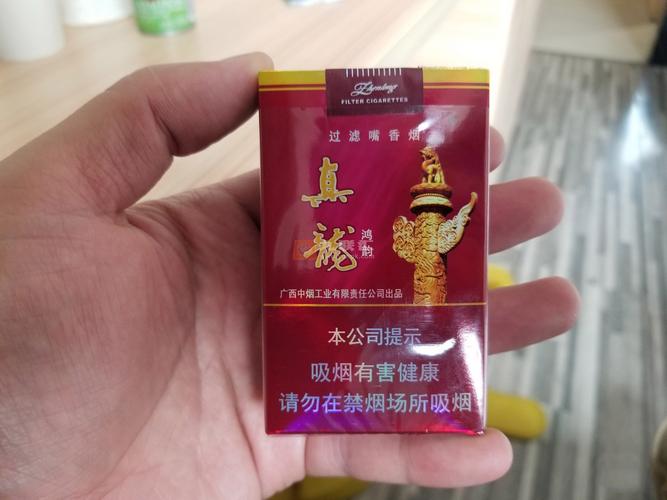 Zhenlong
FILTER CIGARETTES
过滤嘴香烟
真龍
鸿韵
广西中烟工业有限责任公司出品
本公司提示
吸烟有害健康
请勿在禁烟场所吸烟